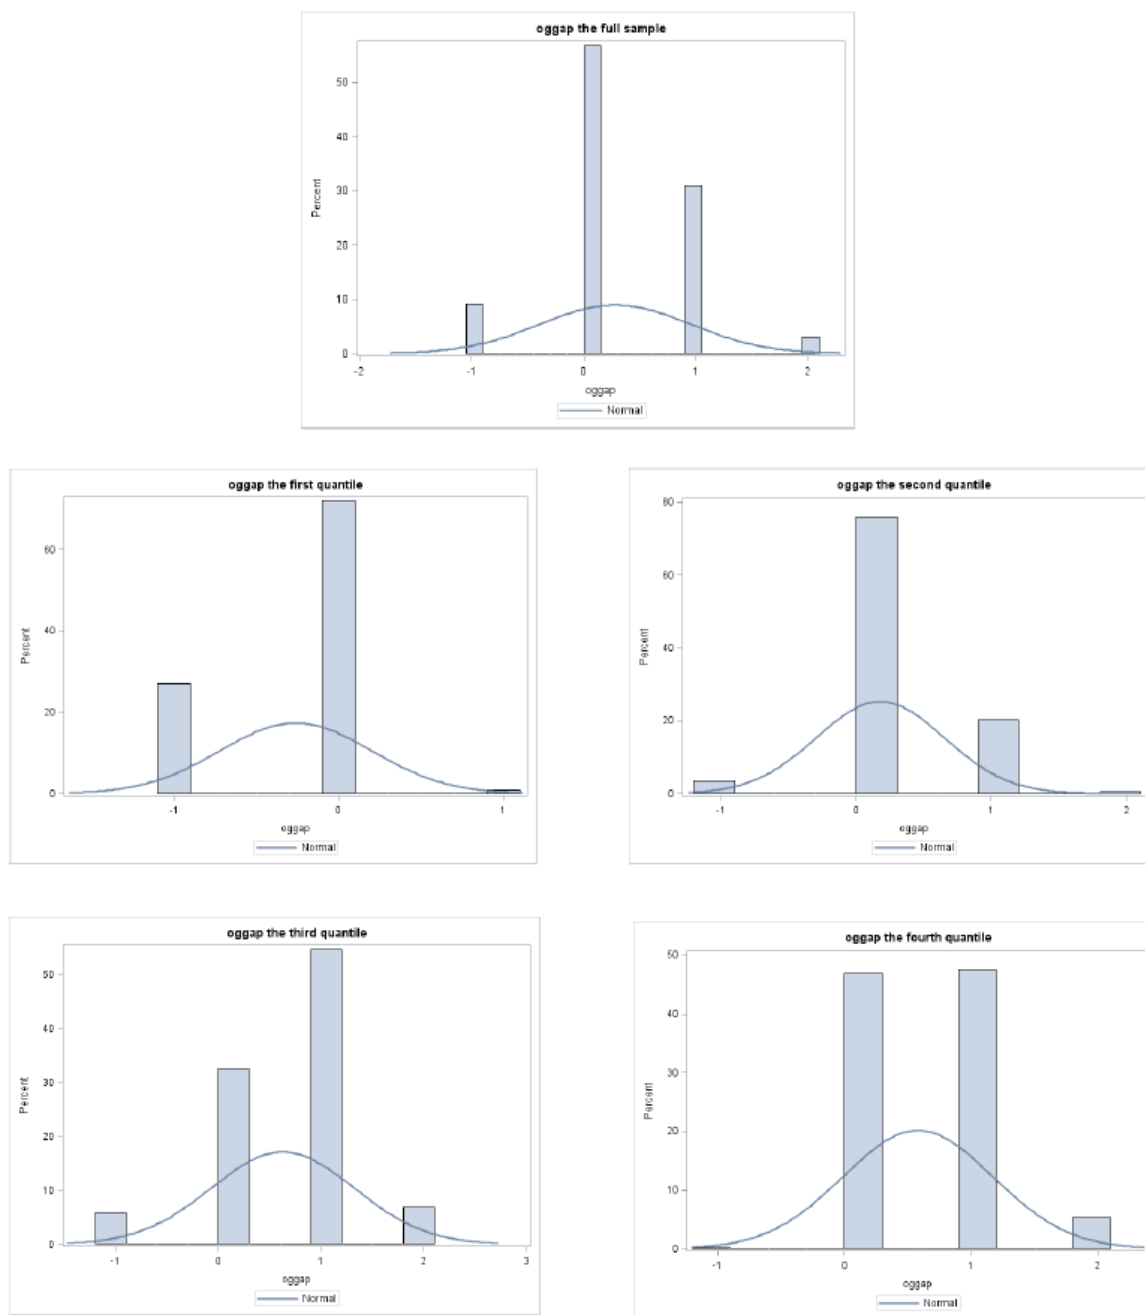 oggap the full sample
Percent
50
40
30
20
10
0
-2 -1 0 1 2
oggap
Normal
oggap the first quantile
Percent
60
40
20
0
-1 0 1
oggap
Normal
oggap the second quantile
Percent
80
60
40
20
0
-1 0 1 2
oggap
Normal
oggap the third quantile
Percent
50
40
30
20
10
0
-1 0 1 2 3
oggap
Normal
oggap the fourth quantile
Percent
50
40
30
20
10
0
-1 0 1 2
oggap
Normal